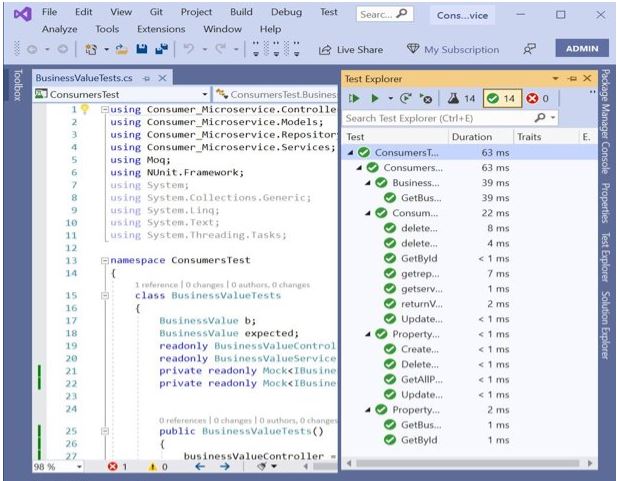 File Edit View Git Project Build Debug Test Searc... Cons...vice
Analyze Tools Extensions Window Help
Live Share My Subscription ADMIN
Toolbox
BusinessValueTests.cs
ConsumersTest ConsumersTest.Busines
1 using Consumer_Microservice.Controlle
2 using Consumer_Microservice.Models;
3 using Consumer_Microservice.Repositor
4 using Consumer_Microservice.Services;
5 using Moq;
6 using NUnit.Framework;
7 using System;
8 using System.Collections.Generic;
9 using System.Linq;
10 using System.Text;
11 using System.Threading.Tasks;
12
13 namespace ConsumersTest
14 {
1 reference | 0 changes | 0 authors, 0 changes
15 class BusinessValueTests
16 {
17 BusinessValue b;
18 BusinessValue expected;
19 readonly BusinessValueControl
20 readonly BusinessValueService
21 private readonly Mock<IBusine
22 private readonly Mock<IBusine
23
24
0 references | 0 changes | 0 authors, 0 changes
25 public BusinessValueTests()
26 {
27 businessValueController =
98 % 1 0
Test Explorer
14 14 0
Search Test Explorer (Ctrl+E)
Test Duration Traits E.
ConsumersT... 63 ms
Consumers... 63 ms
Business... 39 ms
GetBus... 39 ms
Consum... 22 ms
delete... 8 ms
delete... 4 ms
GetById < 1 ms
getrep... 7 ms
getserv... 1 ms
returnV... 2 ms
Update... < 1 ms
Property... < 1 ms
Create... < 1 ms
Delete... < 1 ms
GetAllP... < 1 ms
Update... < 1 ms
Property... 2 ms
GetBus... 1 ms
GetById 1 ms
Package Manager Console
Properties
Test Explorer
Solution Explorer